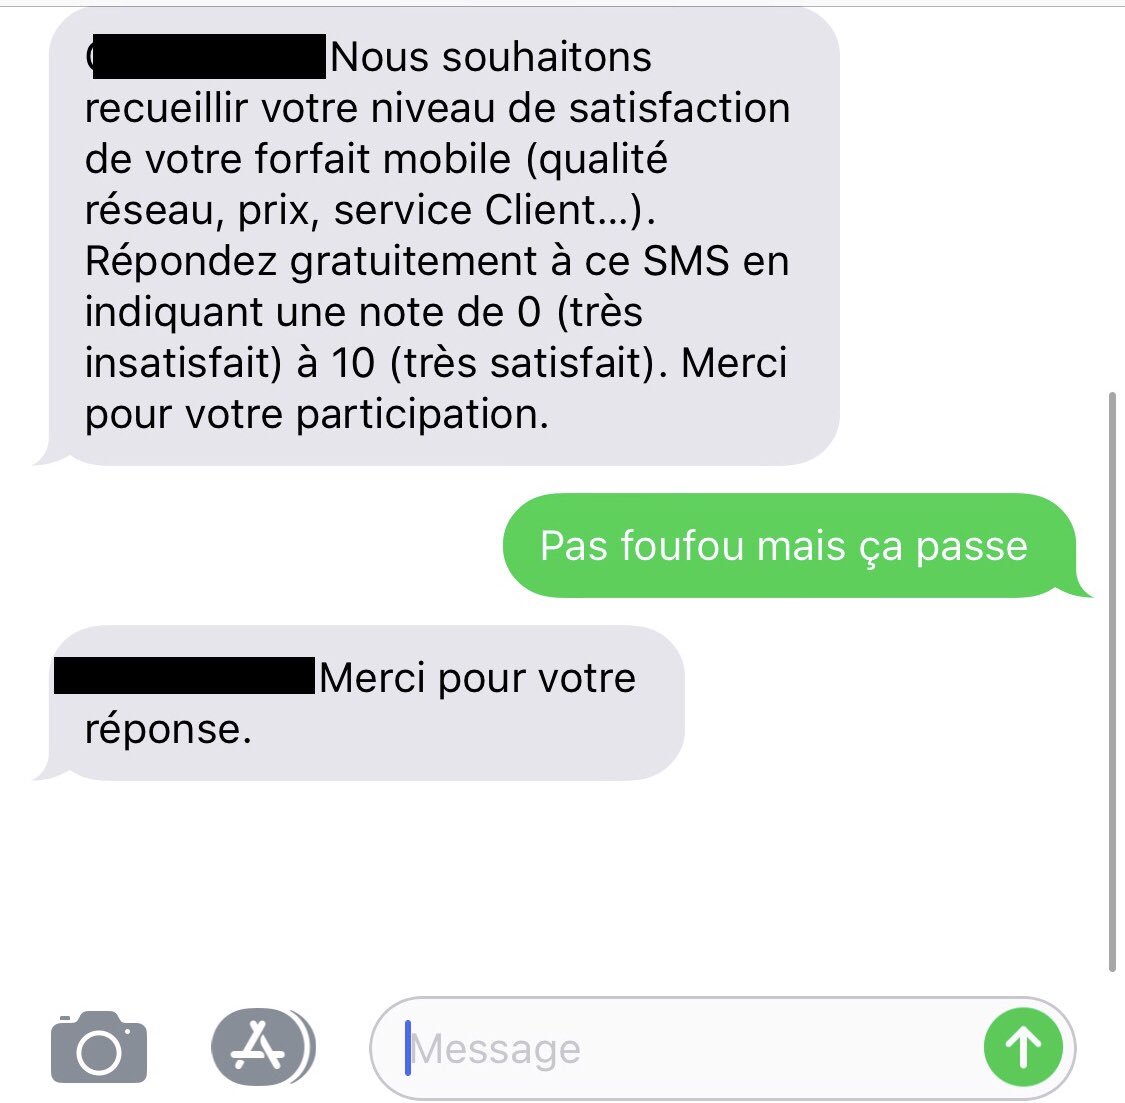 Nous souhaitons
recueillir votre niveau de satisfaction
de votre forfait mobile (qualité
réseau, prix, service Client...).
Répondez gratuitement à ce SMS en
indiquant une note de 0 (très
insatisfait) à 10 (très satisfait). Merci
pour votre participation.
Pas foufou mais ça passe
Merci pour votre
réponse.
Message